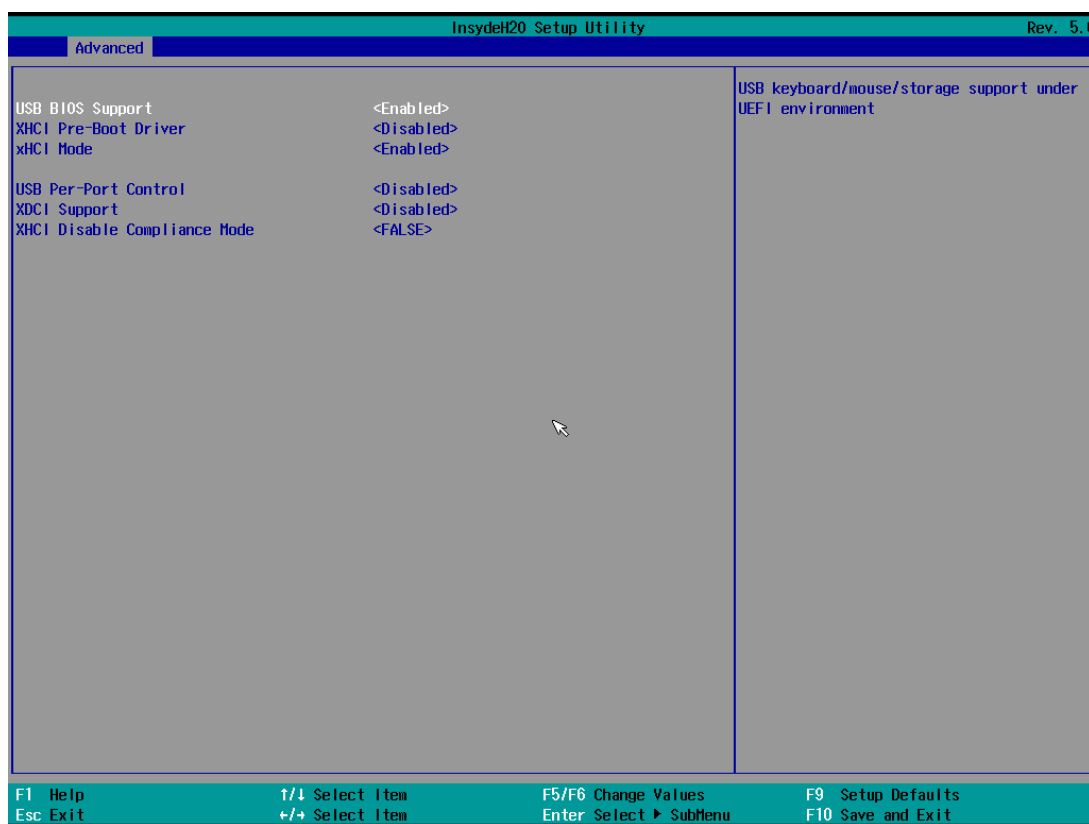 InsydeH20 Setup Utility Rev. 5.
Advanced
USB BIOS Support <Enabled>
XHCI Pre-Boot Driver <Disabled>
xHCI Mode <Enabled>
USB Per-Port Control <Disabled>
XDCI Support <Disabled>
XHCI Disable Compliance Mode <FALSE>
USB keyboard/mouse/storage support under
UEFI environment
F1 Help ↑/↓ Select Item F5/F6 Change Values F9 Setup Defaults
Esc Exit ←/→ Select Item Enter Select ▶ SubMenu F10 Save and Exit